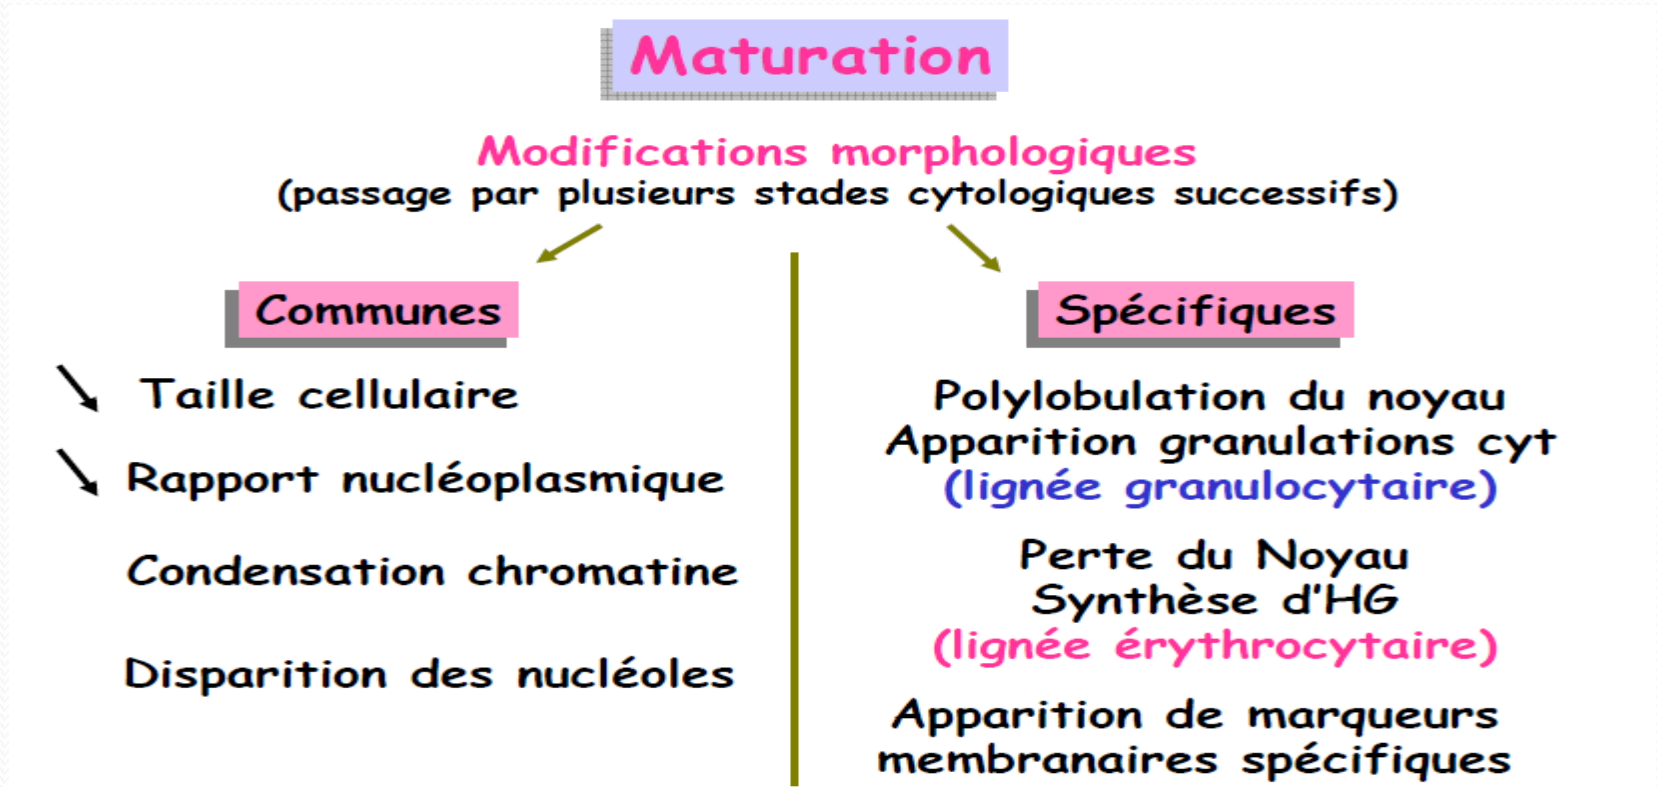 Maturation
Modifications morphologiques
(passage par plusieurs stades cytologiques successifs)
Communes
Taille cellulaire
Rapport nucléoplasmique
Condensation chromatine
Disparition des nucléoles
Spécifiques
Polylobulation du noyau
Apparition granulations cyt
(lignée granulocytaire)
Perte du Noyau
Synthèse d'HG
(lignée érythrocytaire)
Apparition de marqueurs
membranaires spécifiques